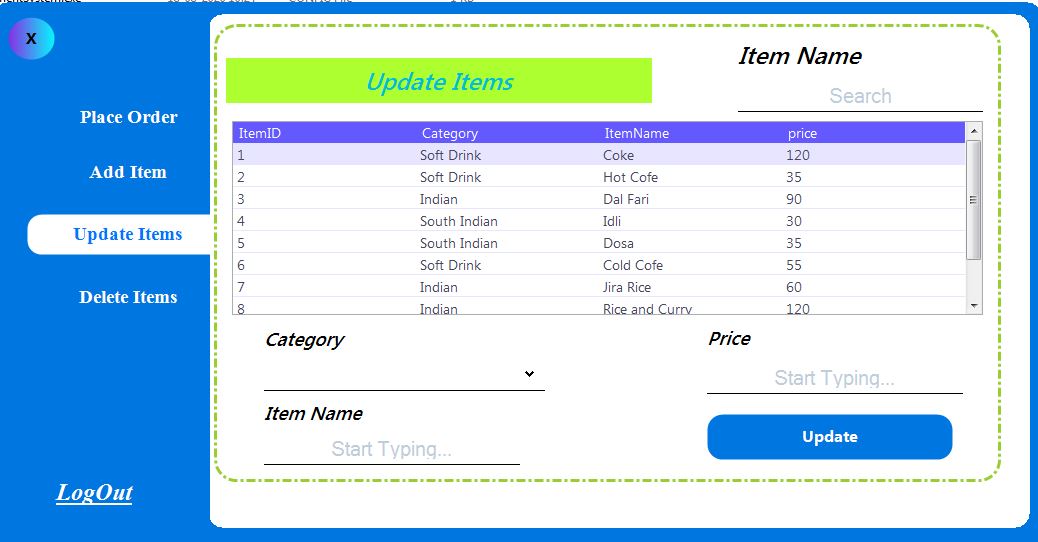 X
Place Order
Add Item
Update Items
Delete Items
LogOut
Update Items
Item Name
Search
ItemID Category ItemName price
1 Soft Drink Coke 120
2 Soft Drink Hot Cofe 35
3 Indian Dal Fari 90
4 South Indian Idli 30
5 South Indian Dosa 35
6 Soft Drink Cold Cofe 55
7 Indian Jira Rice 60
8 Indian Rice and Curry 120
Category
Price
Start Typing...
Item Name
Start Typing...
Update